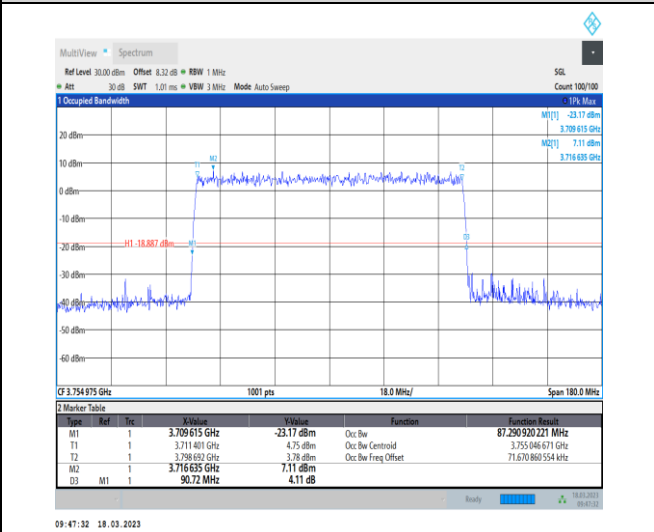 MultiView Spectrum
Ref Level 30.00 dBm Offset 8.32 dB RBW 1 MHz SGL
Att 30 dB SWT 1.01 ms VBW 3 MHz Mode Auto Sweep Count 100/100
1 Occupied Bandwidth 1Pk Max
M1[1] -23.17 dBm
3.709 615 GHz
20 dBm
M2[1] 7.11 dBm
3.716 635 GHz
M2
10 dBm
T1
T2
0 dBm
-10 dBm
D3
H1 -18.887 dBm
M1
-20 dBm
-30 dBm
-40 dBm
-50 dBm
-60 dBm
CF 3.754 975 GHz 1001 pts 18.0 MHz/ Span 180.0 MHz
2 Marker Table
Type Ref Trc X-Value Y-Value Function Function Result
M1 1 3.709 615 GHz -23.17 dBm Occ Bw 87.290 920 221 MHz
T1 1 3.711 401 GHz 4.75 dBm Occ Bw Centroid 3.755 046 671 GHz
T2 1 3.798 692 GHz 3.78 dBm Occ Bw Freq Offset 71.670 860 554 kHz
M2 1 3.716 635 GHz 7.11 dBm
D3 M1 1 90.72 MHz 4.11 dB
Ready 18.03.2023
09:47:32
09:47:32 18.03.2023